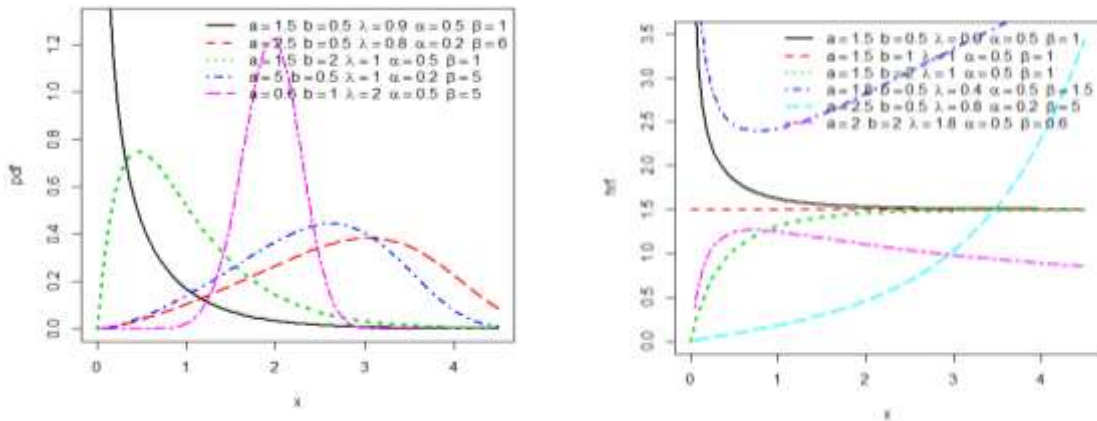 a = 1.5 b = 0.5 λ = 0.9 α = 0.5 β = 1
a = 2.5 b = 0.5 λ = 0.8 α = 0.2 β = 6
a = 1.5 b = 2 λ = 1 α = 0.5 β = 1
a = 5 b = 0.5 λ = 1 α = 0.2 β = 5
a = 0.6 b = 1 λ = 2 α = 0.5 β = 5
pdf
0.0 0.2 0.4 0.6 0.8 1.0 1.2
0 1 2 3 4
x
a = 1.5 b = 0.5 λ = 0.9 α = 0.5 β = 1
a = 1.5 b = 1 λ = 1 α = 0.5 β = 1
a = 1.5 b = 2 λ = 1 α = 0.5 β = 1
b = 0.5 λ = 0.4 α = 0.5 β = 1.5
a = 2.5 b = 0.5 λ = 0.8 α = 0.2 β = 5
a = 2 b = 2 λ = 1.8 α = 0.5 β = 0.6
0.0 0.5 1.0 1.5 2.0 2.5 3.0 3.5
0 1 2 3 4
x